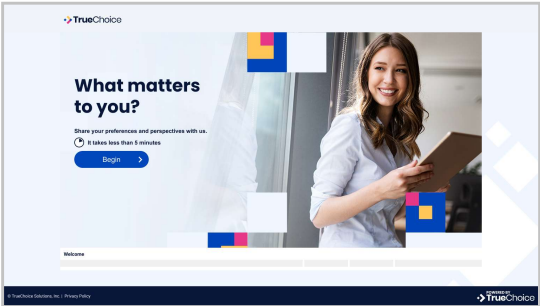 TrueChoice
What matters
to you?
Share your preferences and perspectives with us.
It takes less than 5 minutes
Begin
Welcome
© TrueChoice Solutions, Inc. | Privacy Policy
POWERED BY
TrueChoice